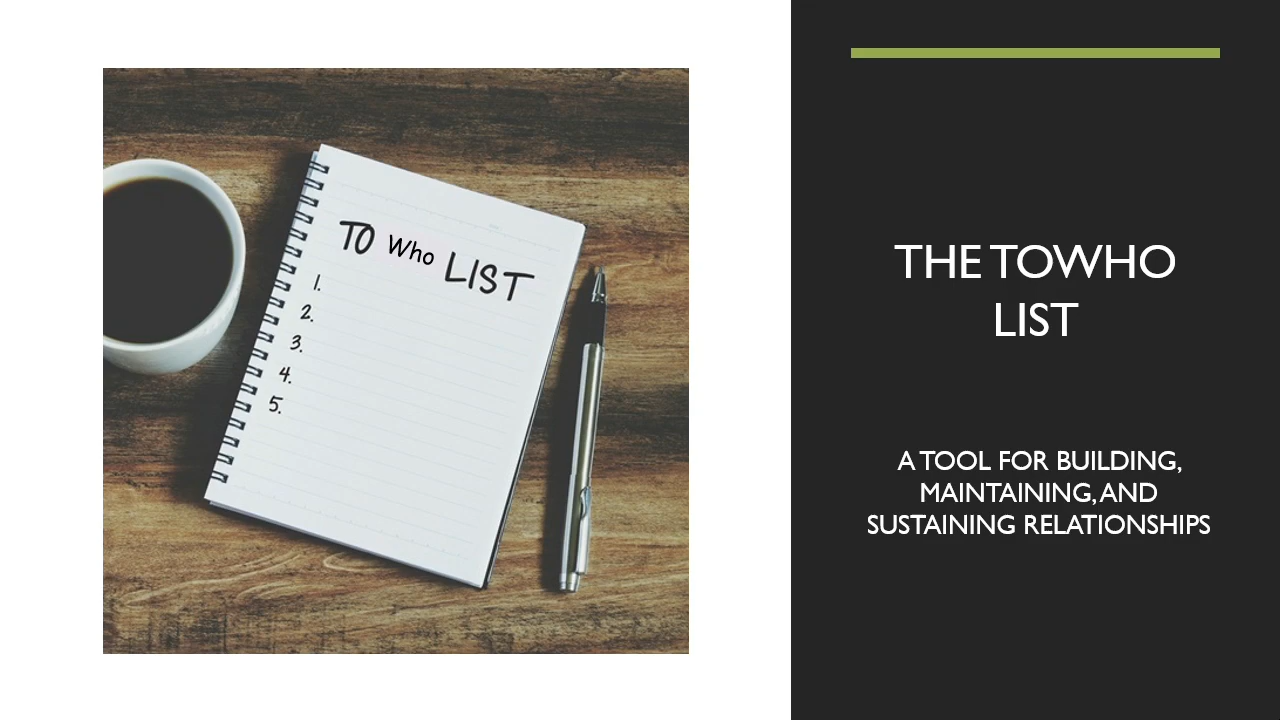 TO Who LIST
1.
2.
3.
4.
5.
THE TOWHO
LIST
A TOOL FOR BUILDING,
MAINTAINING, AND
SUSTAINING RELATIONSHIPS